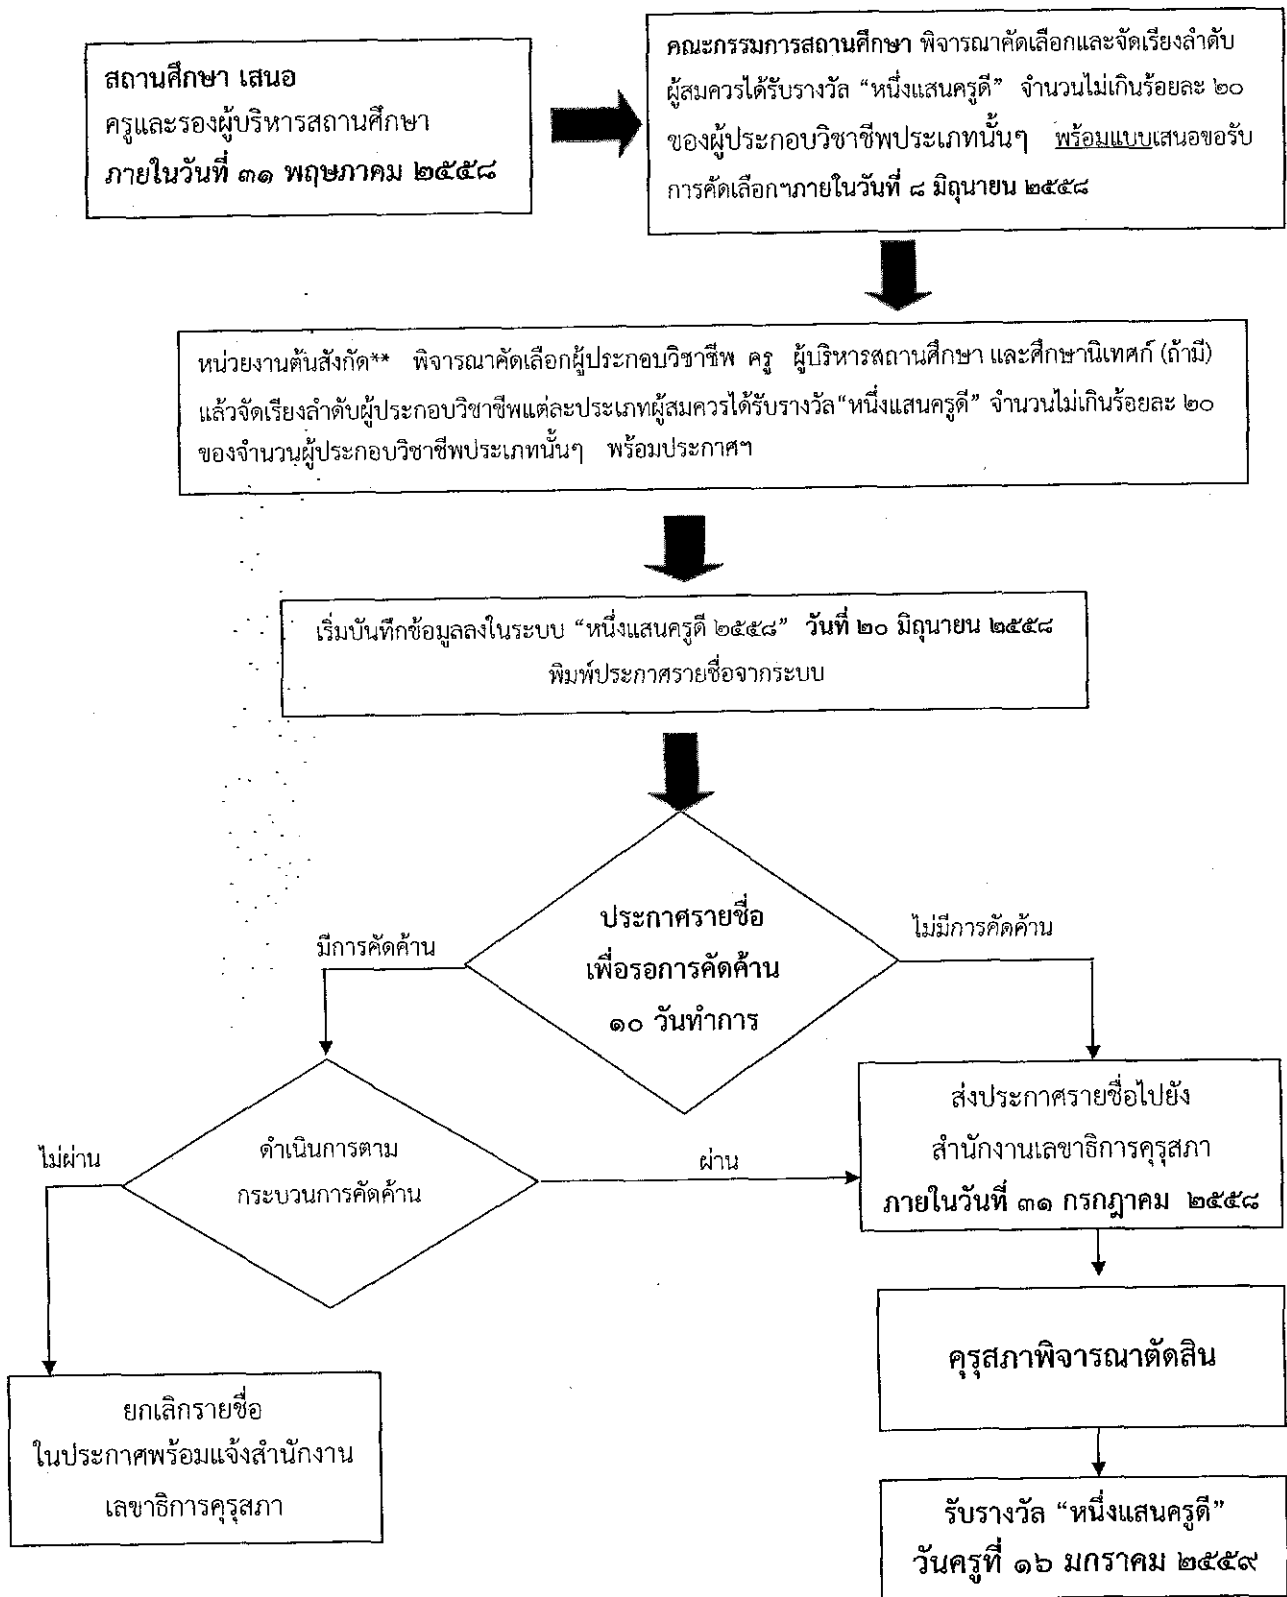 สถานศึกษา เสนอ
ครูและรองผู้บริหารสถานศึกษา
ภายในวันที่ ๓๑ พฤษภาคม ๒๕๕๘
คณะกรรมการสถานศึกษา พิจารณาคัดเลือกและจัดเรียงลำดับ
ผู้สมควรได้รับรางวัล “หนึ่งแสนครูดี” จำนวนไม่เกินร้อยละ ๒๐
ของผู้ประกอบวิชาชีพประเภทนั้นๆ พร้อมแบบเสนอขอรับ
การคัดเลือกฯภายในวันที่ ๘ มิถุนายน ๒๕๕๘
หน่วยงานต้นสังกัด** พิจารณาคัดเลือกผู้ประกอบวิชาชีพ ครู ผู้บริหารสถานศึกษา และศึกษานิเทศก์ (ถ้ามี)
แล้วจัดเรียงลำดับผู้ประกอบวิชาชีพแต่ละประเภทผู้สมควรได้รับรางวัล“หนึ่งแสนครูดี” จำนวนไม่เกินร้อยละ ๒๐
ของจำนวนผู้ประกอบวิชาชีพประเภทนั้นๆ พร้อมประกาศฯ
เริ่มบันทึกข้อมูลลงในระบบ “หนึ่งแสนครูดี ๒๕๕๘” วันที่ ๒๐ มิถุนายน ๒๕๕๘
พิมพ์ประกาศรายชื่อจากระบบ
ประกาศรายชื่อ
เพื่อรอการคัดค้าน
๑๐ วันทำการ
มีการคัดค้าน
ไม่มีการคัดค้าน
ดำเนินการตาม
กระบวนการคัดค้าน
ไม่ผ่าน
ผ่าน
ส่งประกาศรายชื่อไปยัง
สำนักงานเลขาธิการคุรุสภา
ภายในวันที่ ๓๑ กรกฎาคม ๒๕๕๘
คุรุสภาพิจารณาตัดสิน
ยกเลิกรายชื่อ
ในประกาศพร้อมแจ้งสำนักงาน
เลขาธิการคุรุสภา
รับรางวัล “หนึ่งแสนครูดี”
วันครูที่ ๑๖ มกราคม ๒๕๕๙